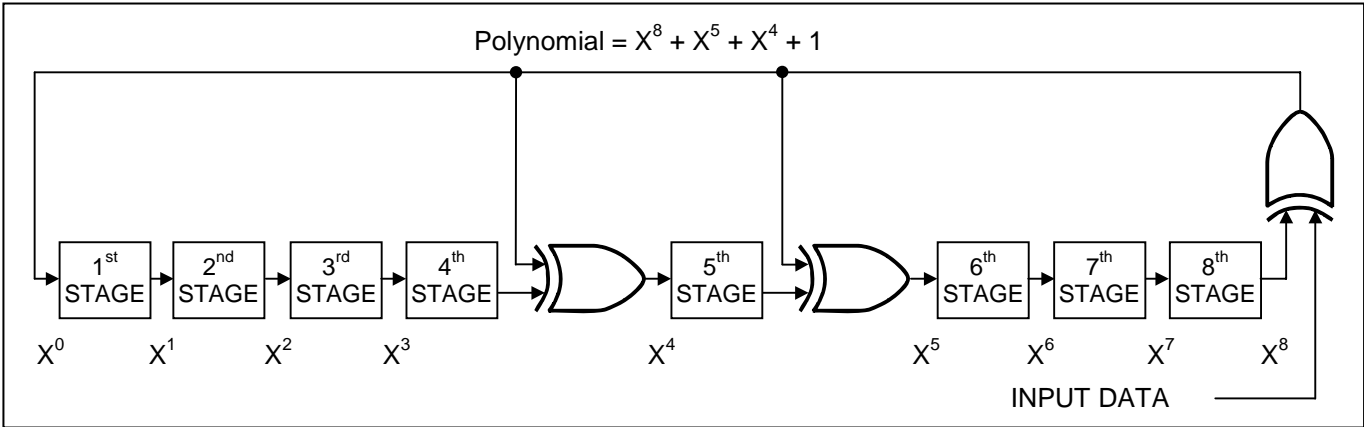 Polynomial = X⁸ + X⁵ + X⁴ + 1
1ˢᵗ STAGE
2ⁿᵈ STAGE
3ʳᵈ STAGE
4ᵗʰ STAGE
5ᵗʰ STAGE
6ᵗʰ STAGE
7ᵗʰ STAGE
8ᵗʰ STAGE
X⁰ X¹ X² X³ X⁴ X⁵ X⁶ X⁷ X⁸
INPUT DATA